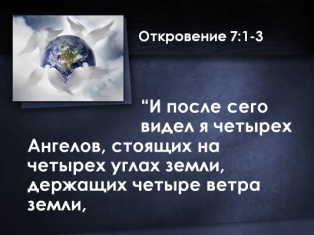 Откровение 7:1-3
“И после сего
видел я четырех
Ангелов, стоящих на
четырех углах земли,
держащих четыре ветра
земли,